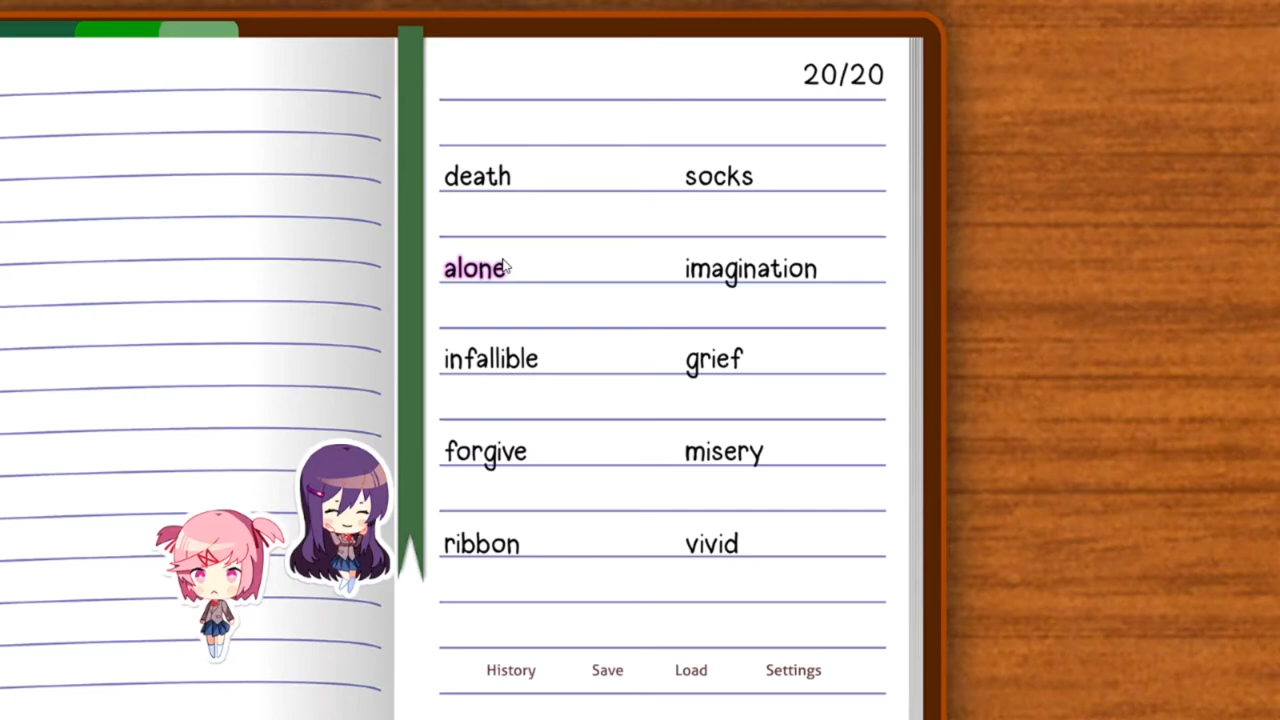 20/20
death socks
alone imagination
infallible grief
forgive misery
ribbon vivid
History Save Load Settings